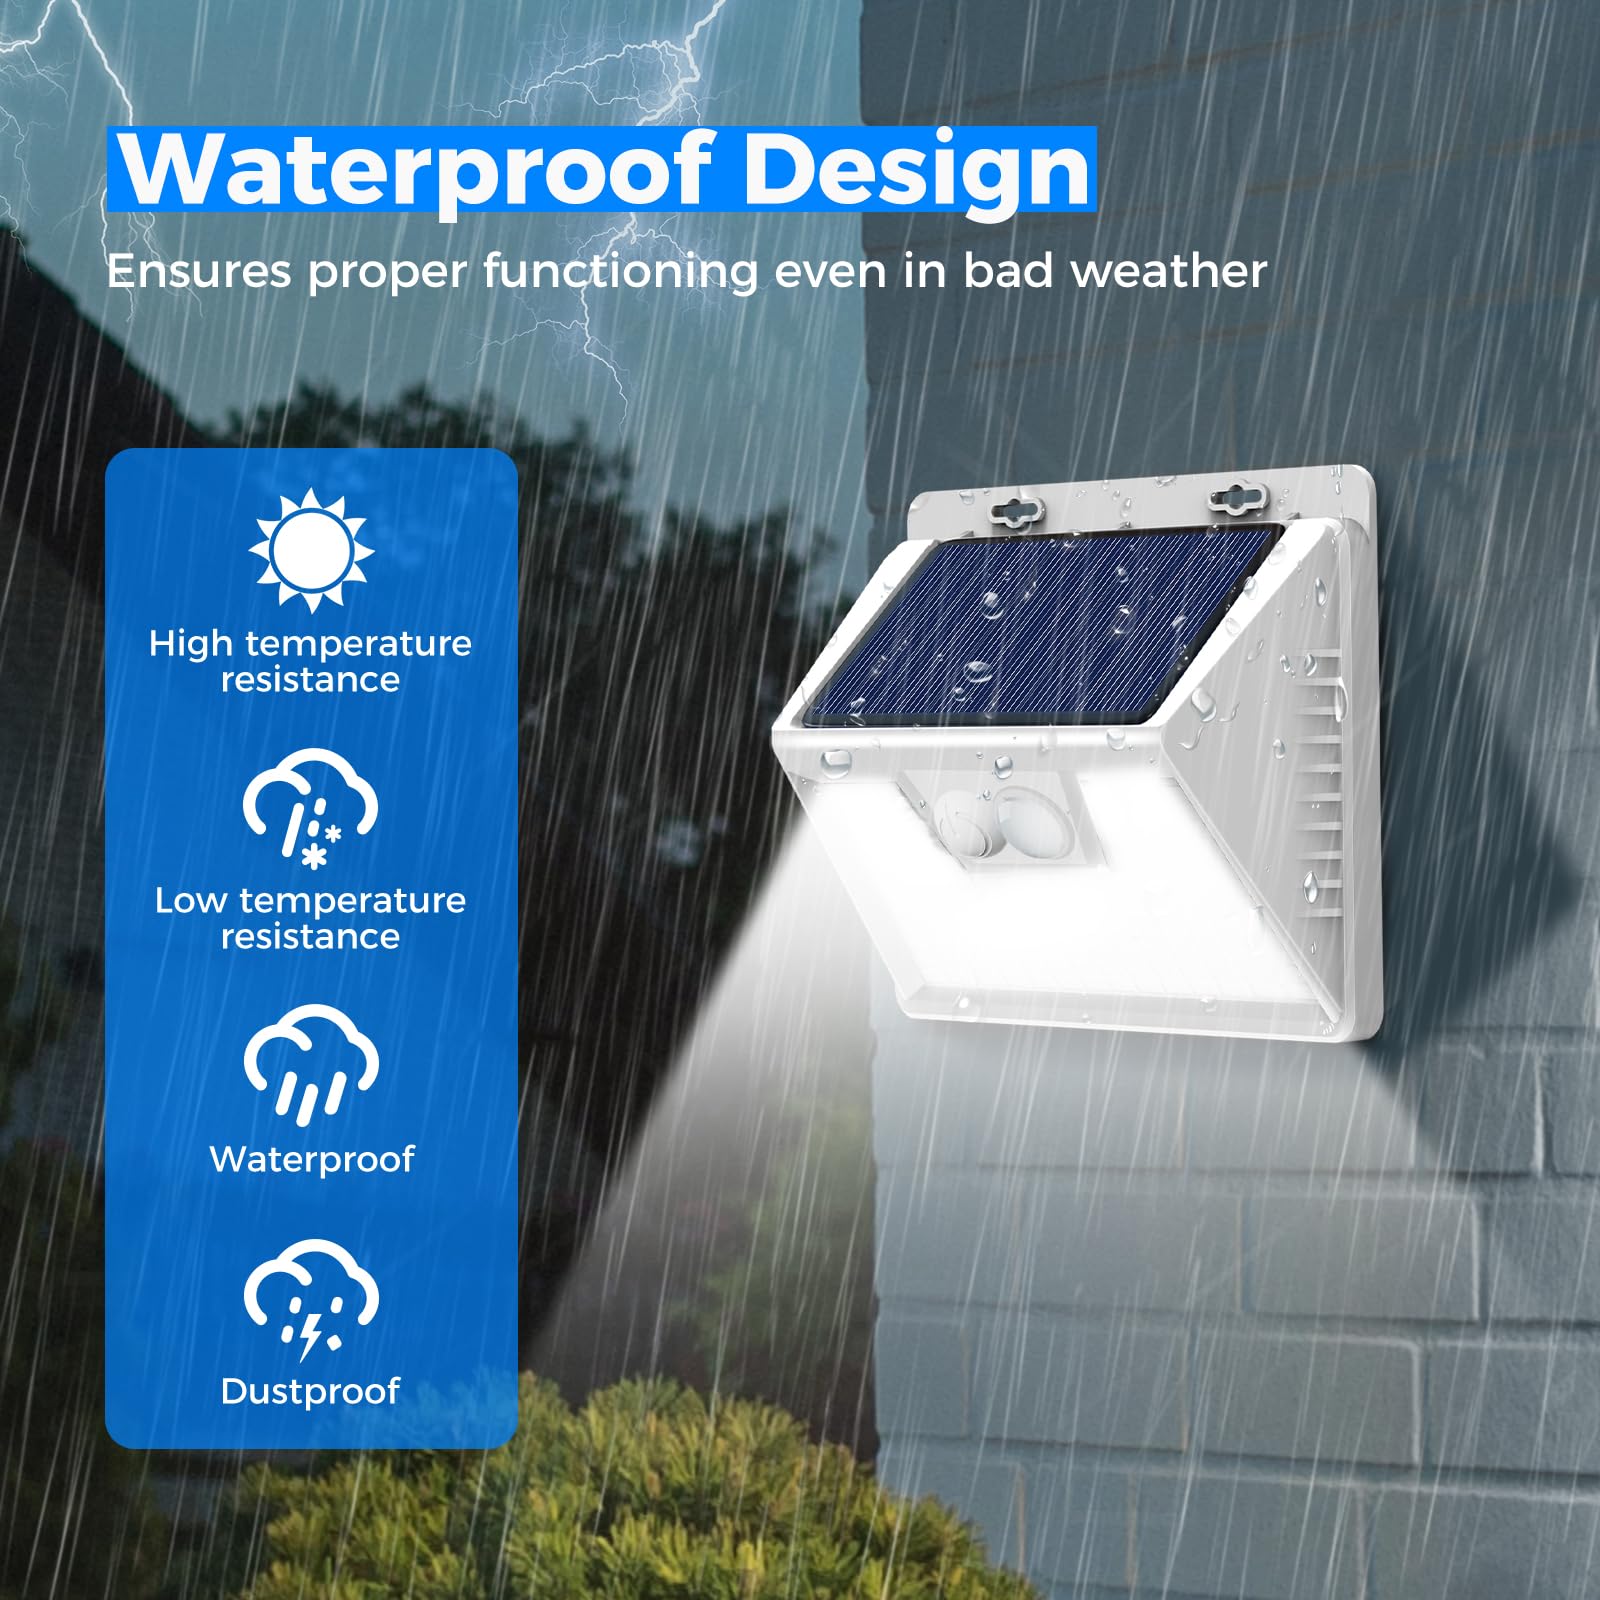 Waterproof Design
Ensures proper functioning even in bad weather
High temperature
resistance
Low temperature
resistance
Waterproof
Dustproof